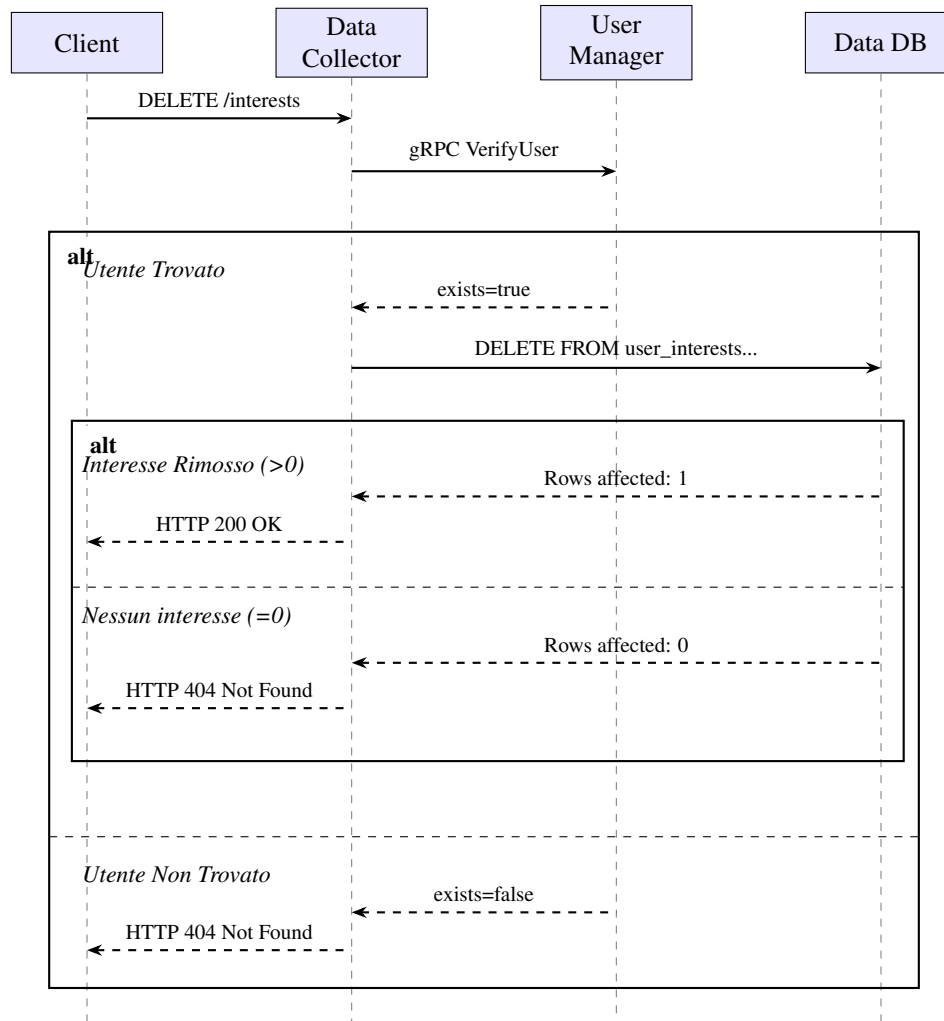 Client
Data
Collector
User
Manager
Data DB
DELETE /interests
gRPC VerifyUser
alt
Utente Trovato
exists=true
DELETE FROM user_interests...
alt
Interesse Rimosso (>0)
Rows affected: 1
HTTP 200 OK
Nessun interesse (=0)
Rows affected: 0
HTTP 404 Not Found
Utente Non Trovato
exists=false
HTTP 404 Not Found